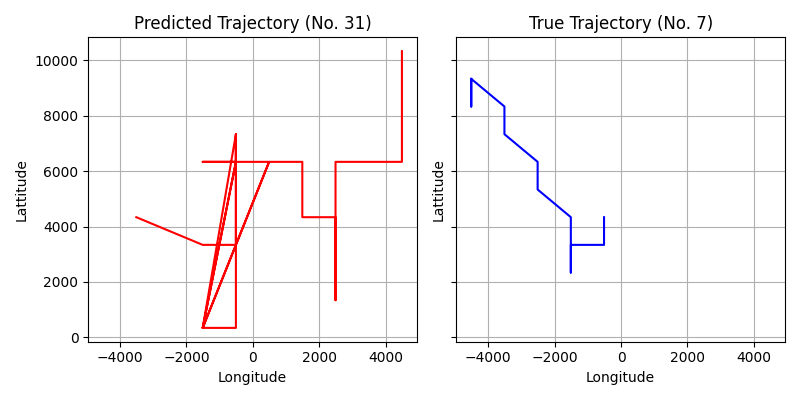 Predicted Trajectory (No. 31)
True Trajectory (No. 7)
Lattitude
10000
8000
6000
4000
2000
0
−4000 −2000 0 2000 4000
Longitude
Lattitude
−4000 −2000 0 2000 4000
Longitude